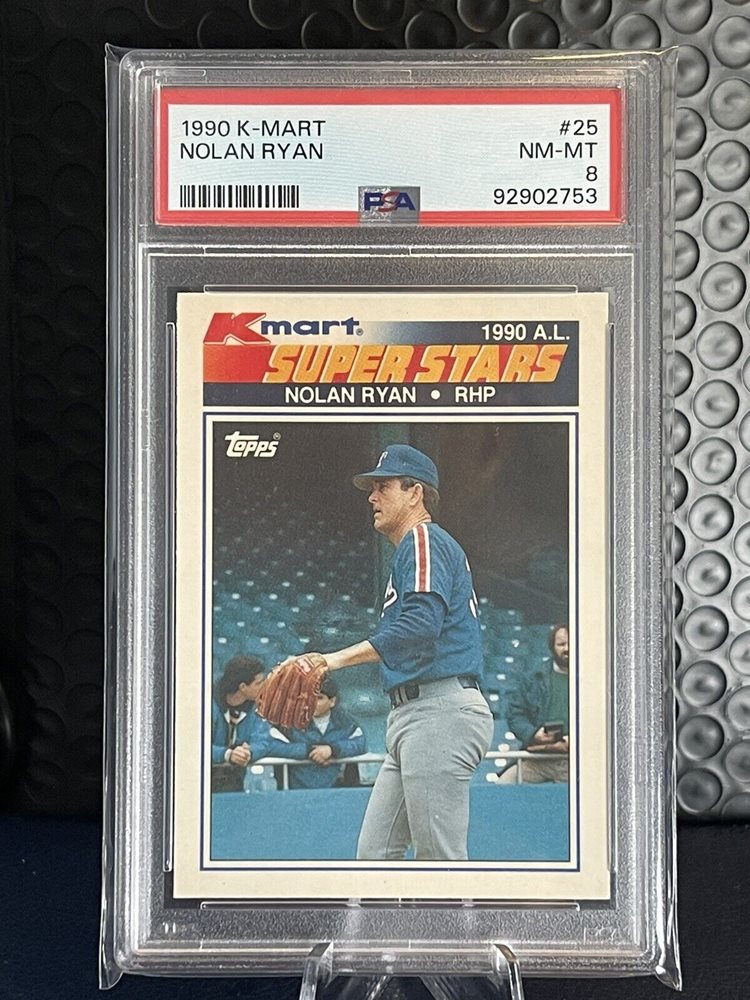 1990 K-MART #25
NOLAN RYAN NM-MT
8
PSA 92902753
Kmart® 1990 A.L.
SUPER STARS
NOLAN RYAN • RHP
topps®
T